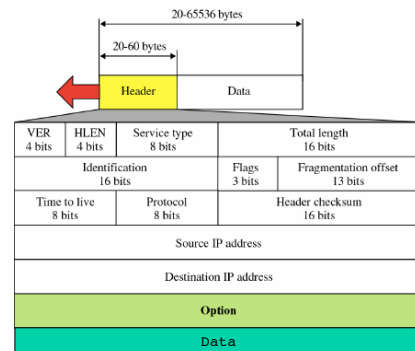 20-65536 bytes
20-60 bytes
Header
Data
VER
4 bits
HLEN
4 bits
Service type
8 bits
Total length
16 bits
Identification
16 bits
Flags
3 bits
Fragmentation offset
13 bits
Time to live
8 bits
Protocol
8 bits
Header checksum
16 bits
Source IP address
Destination IP address
Option
Data